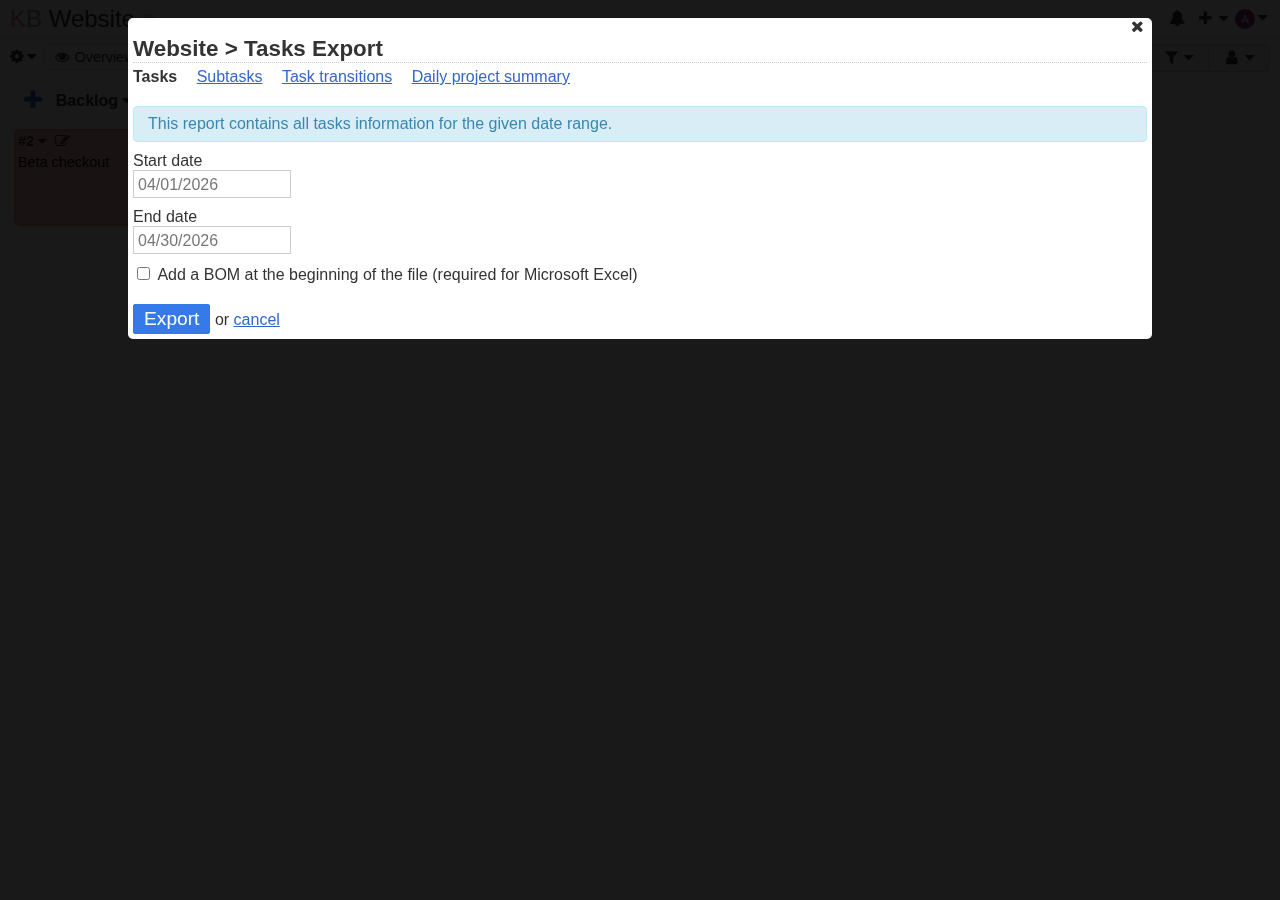 KB Website
Overview
Backlog
#2
Beta checkout
A
Website > Tasks Export
Tasks Subtasks Task transitions Daily project summary
This report contains all tasks information for the given date range.
Start date
04/01/2026
End date
04/30/2026
Add a BOM at the beginning of the file (required for Microsoft Excel)
Export or cancel